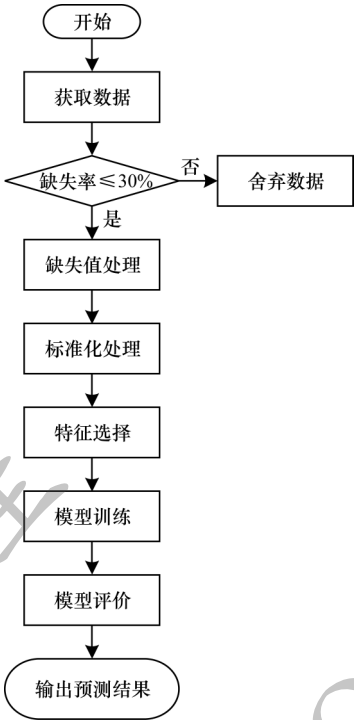 开始
获取数据
缺失率≤30%
否
舍弃数据
是
缺失值处理
标准化处理
特征选择
模型训练
模型评价
输出预测结果